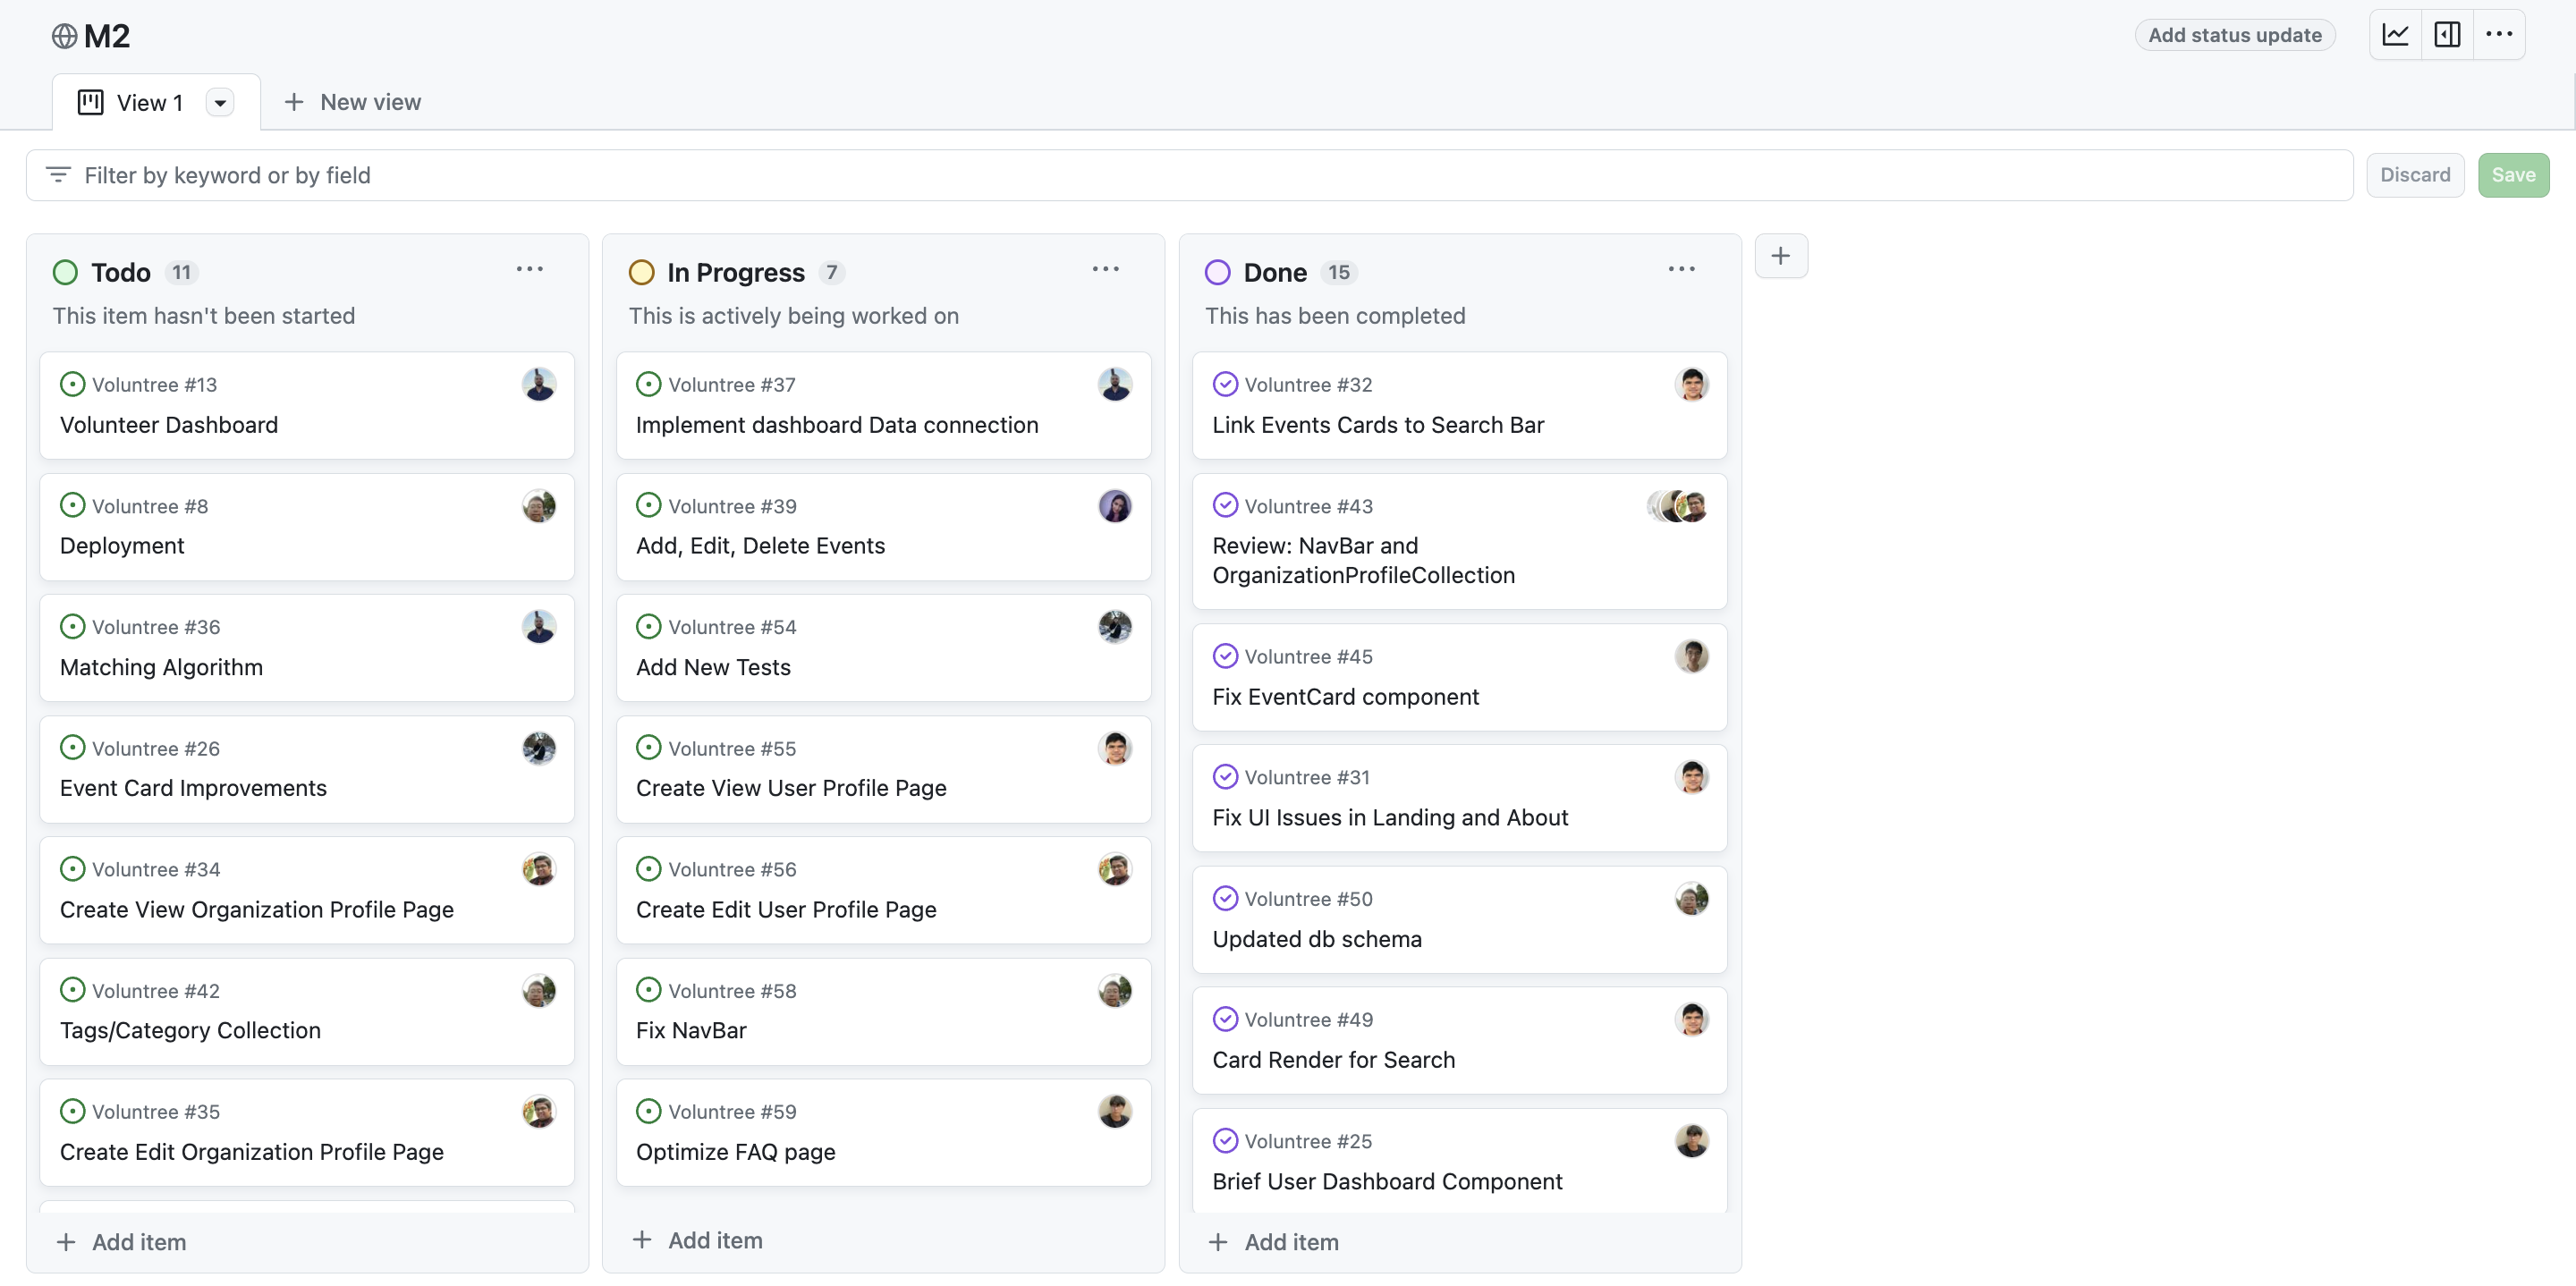 M2
Add status update
View 1
New view
Filter by keyword or by field
Discard
Save
Todo 11
This item hasn't been started
Voluntree #13
Volunteer Dashboard
Voluntree #8
Deployment
Voluntree #36
Matching Algorithm
Voluntree #26
Event Card Improvements
Voluntree #34
Create View Organization Profile Page
Voluntree #42
Tags/Category Collection
Voluntree #35
Create Edit Organization Profile Page
Add item
In Progress 7
This is actively being worked on
Voluntree #37
Implement dashboard Data connection
Voluntree #39
Add, Edit, Delete Events
Voluntree #54
Add New Tests
Voluntree #55
Create View User Profile Page
Voluntree #56
Create Edit User Profile Page
Voluntree #58
Fix NavBar
Voluntree #59
Optimize FAQ page
Add item
Done 15
This has been completed
Voluntree #32
Link Events Cards to Search Bar
Voluntree #43
Review: NavBar and
OrganizationProfileCollection
Voluntree #45
Fix EventCard component
Voluntree #31
Fix UI Issues in Landing and About
Voluntree #50
Updated db schema
Voluntree #49
Card Render for Search
Voluntree #25
Brief User Dashboard Component
Add item